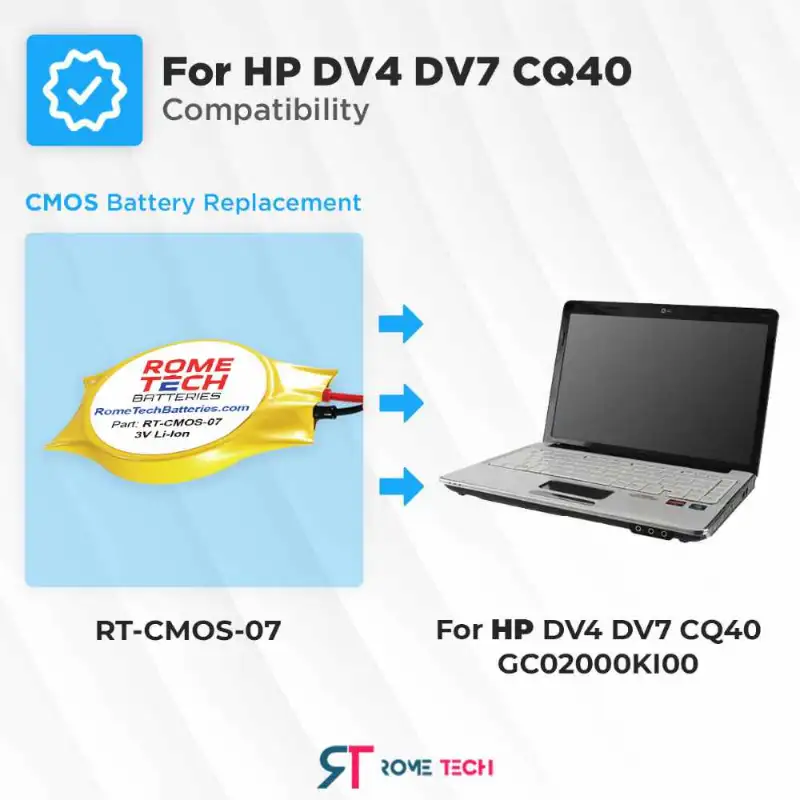 For HP DV4 DV7 CQ40
Compatibility
CMOS Battery Replacement
ROME
TECH
BATTERIES
RomeTechBatteries.com
Part: RT-CMOS-07
3V Li-Ion
RT-CMOS-07
For HP DV4 DV7 CQ40
GC02000KI00
RT ROME TECH